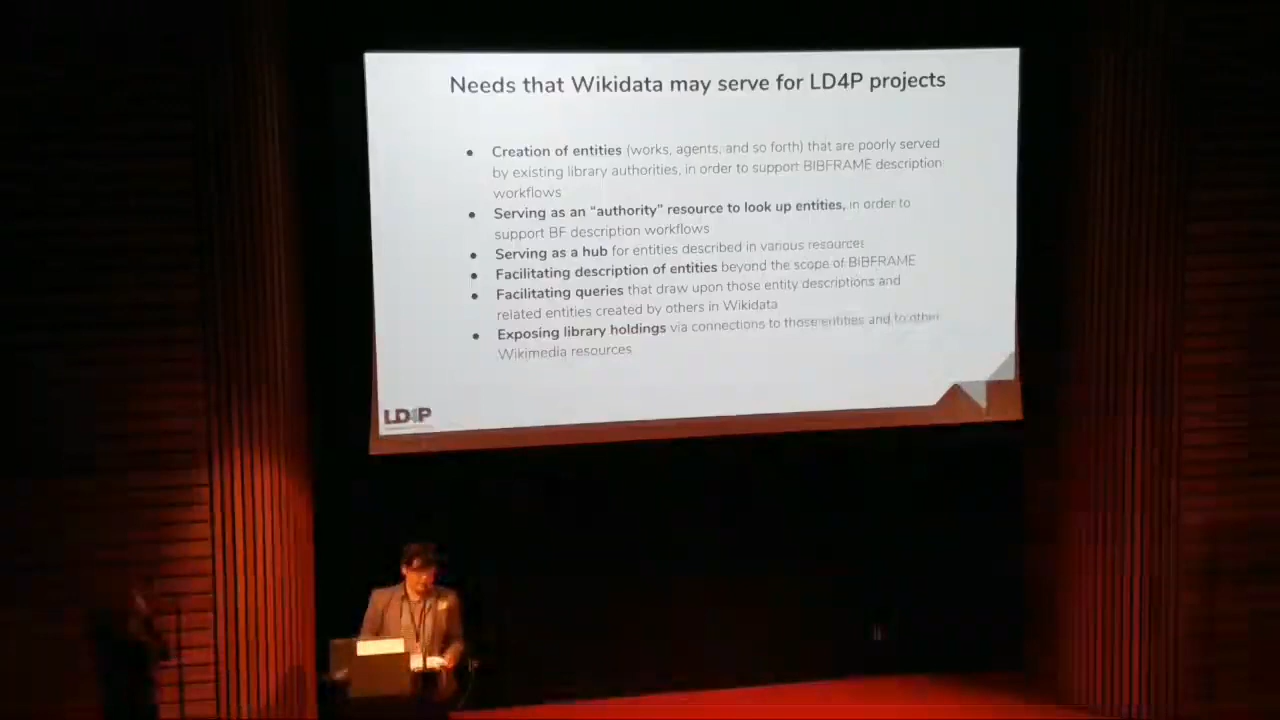 Needs that Wikidata may serve for LD4P projects
● Creation of entities (works, agents, and so forth) that are poorly served
by existing library authorities, in order to support BIBFRAME description
workflows
● Serving as an “authority” resource to look up entities, in order to
support BF description workflows
● Serving as a hub for entities described in various resources
● Facilitating description of entities beyond the scope of BIBFRAME
● Facilitating queries that draw upon those entity descriptions and
related entities created by others in Wikidata
● Exposing library holdings via connections to those entities and to other
Wikimedia resources
LD4P